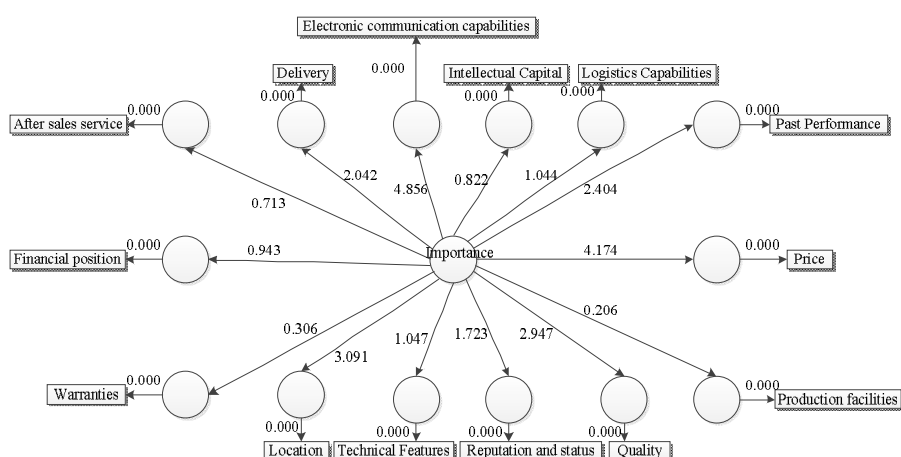 Electronic communication capabilities
Delivery
0.000
Intellectual Capital
Logistics Capabilities
0.000
0.000
0.000
0.000
0.000
After sales service
Past Performance
2.042
4.856
0.822
1.044
2.404
0.713
0.000
0.943
Importance
4.174
0.000
Financial position
Price
0.306
3.091
1.047
1.723
2.947
0.206
0.000
0.000
Warranties
Production facilities
0.000
0.000
0.000
0.000
Location
Technical Features
Reputation and status
Quality